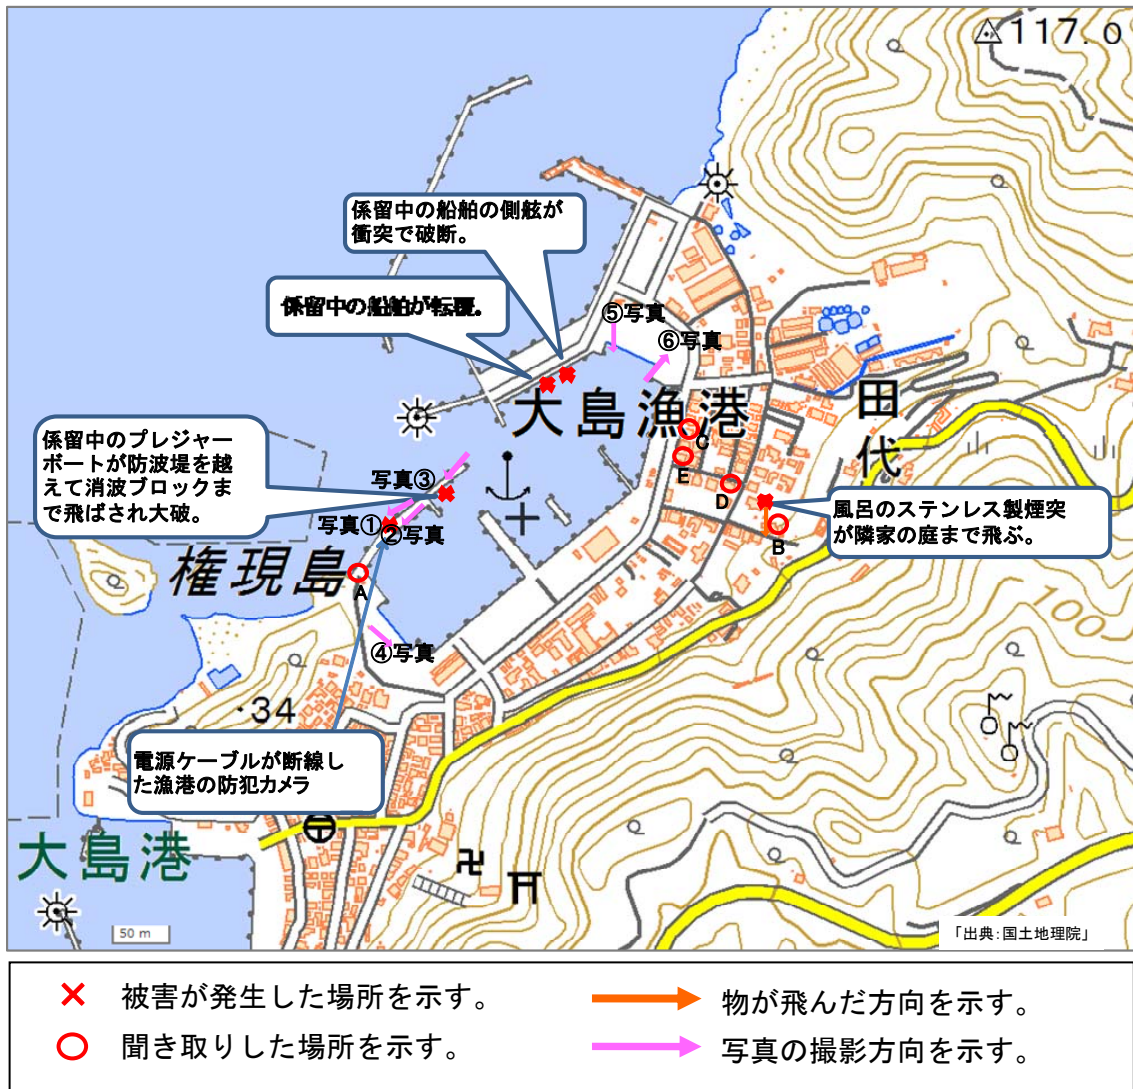 117.0
係留中の船舶の側舷が
衝突で破断。
係留中の船舶が転覆。
⑤写真
⑥写真
大島漁港
田代
係留中のプレジャー
ボートが防波堤を越
えて消波ブロックま
で飛ばされ大破。
写真③
写真①
②写真
C
E
D
B
風呂のステンレス製煙突
が隣家の庭まで飛ぶ。
権現島
A
④写真
100
・34
電源ケーブルが断線し
た漁港の防犯カメラ
大島港
50 m
「出典:国土地理院」
被害が発生した場所を示す。
物が飛んだ方向を示す。
聞き取りした場所を示す。
写真の撮影方向を示す。